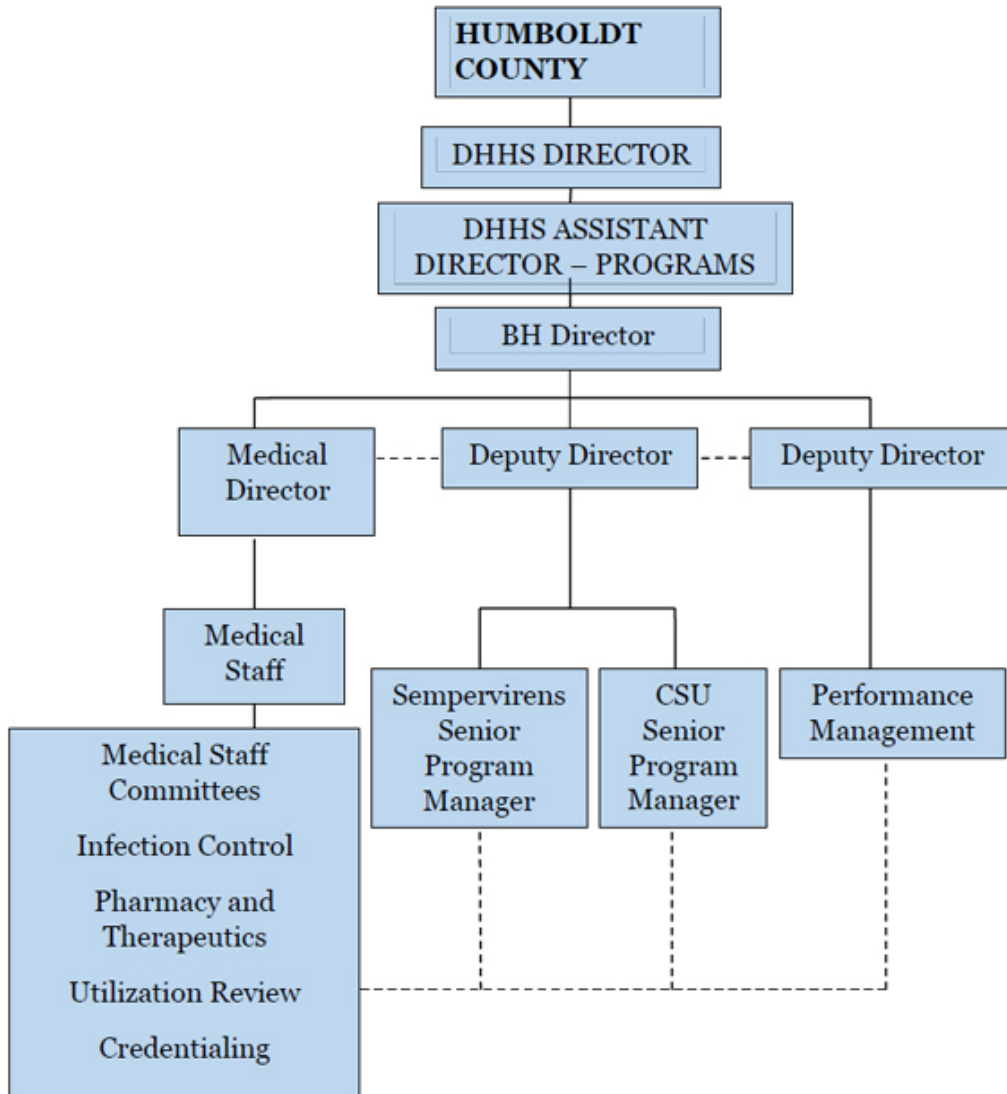 HUMBOLDT
COUNTY
DHHS DIRECTOR
DHHS ASSISTANT
DIRECTOR – PROGRAMS
BH Director
Medical
Director
Deputy Director
Deputy Director
Medical
Staff
Sempervirens
Senior
Program
Manager
CSU
Senior
Program
Manager
Performance
Management
Medical Staff
Committees
Infection Control
Pharmacy and
Therapeutics
Utilization Review
Credentialing